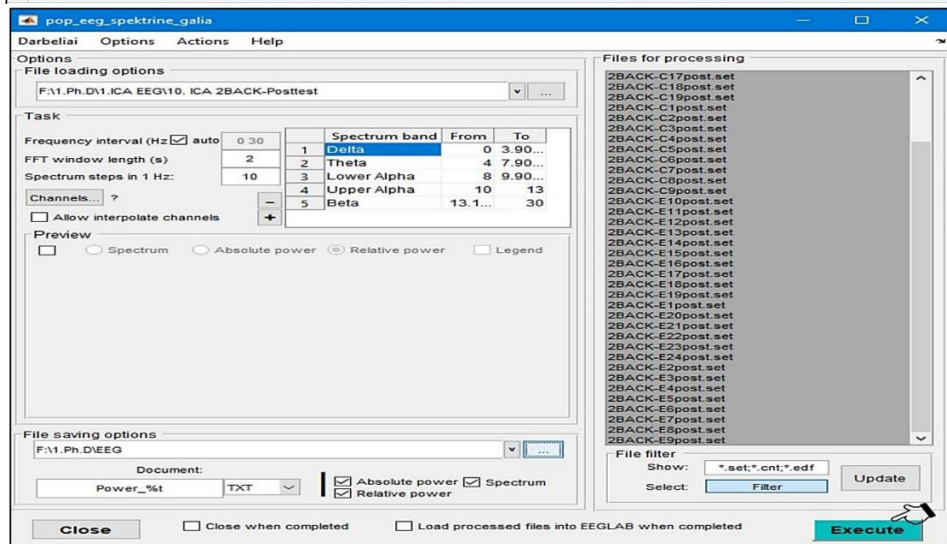 pop_eeg_spektrine_galia
Darbeliai Options Actions Help
Options
File loading options
F:\1.Ph.D\1.ICA EEG\10. ICA 2BACK-Posttest
...
Task
Frequency interval (Hz auto 0 30
FFT window length (s) 2
Spectrum steps in 1 Hz: 10
Channels... ?
Allow interpolate channels
-
+
Spectrum band From To
1 Delta 0 3.90...
2 Theta 4 7.90...
3 Lower Alpha 8 9.90...
4 Upper Alpha 10 13
5 Beta 13.1... 30
Preview
Spectrum Absolute power Relative power Legend
File saving options
F:\1.Ph.D\EEG
...
Document:
Power_%t TXT
Absolute power Spectrum
Relative power
Close
Close when completed
Load processed files into EEGLAB when completed
Files for processing
2BACK-C17post.set
2BACK-C18post.set
2BACK-C19post.set
2BACK-C1post.set
2BACK-C2post.set
2BACK-C3post.set
2BACK-C4post.set
2BACK-C5post.set
2BACK-C6post.set
2BACK-C7post.set
2BACK-C8post.set
2BACK-C9post.set
2BACK-E10post.set
2BACK-E11post.set
2BACK-E12post.set
2BACK-E13post.set
2BACK-E14post.set
2BACK-E15post.set
2BACK-E16post.set
2BACK-E17post.set
2BACK-E18post.set
2BACK-E19post.set
2BACK-E1post.set
2BACK-E20post.set
2BACK-E21post.set
2BACK-E22post.set
2BACK-E23post.set
2BACK-E24post.set
2BACK-E2post.set
2BACK-E3post.set
2BACK-E4post.set
2BACK-E5post.set
2BACK-E6post.set
2BACK-E7post.set
2BACK-E8post.set
2BACK-E9post.set
File filter
Show: *.set;*.cnt;*.edf
Select: Filter
Update
Execute